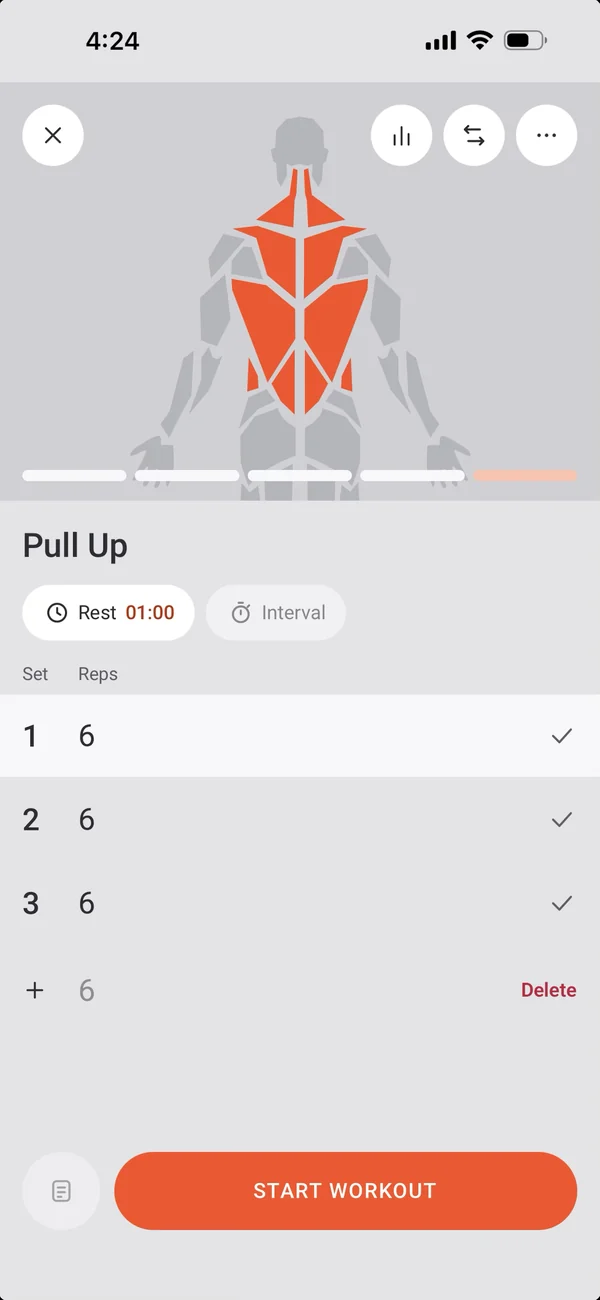 4:24
Pull Up
Rest 01:00 Interval
Set Reps
1 6
2 6
3 6
+ 6 Delete
START WORKOUT